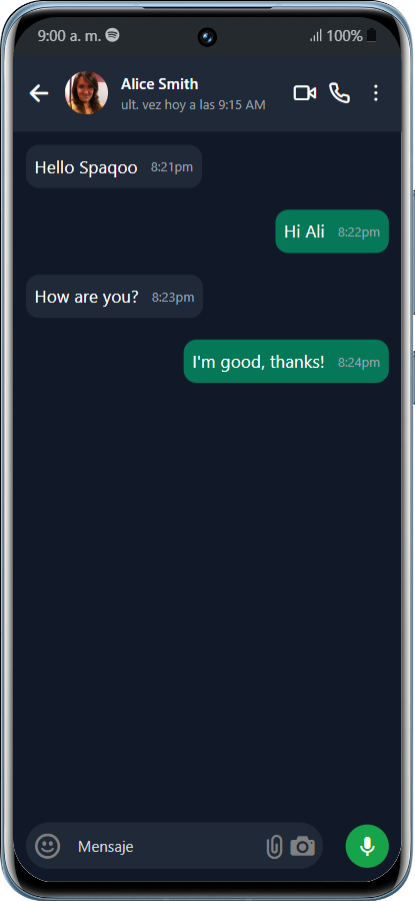 9:00 a. m. 100%
Alice Smith
ult. vez hoy a las 9:15 AM
Hello Spaqoo 8:21pm
Hi Ali 8:22pm
How are you? 8:23pm
I'm good, thanks! 8:24pm
Mensaje